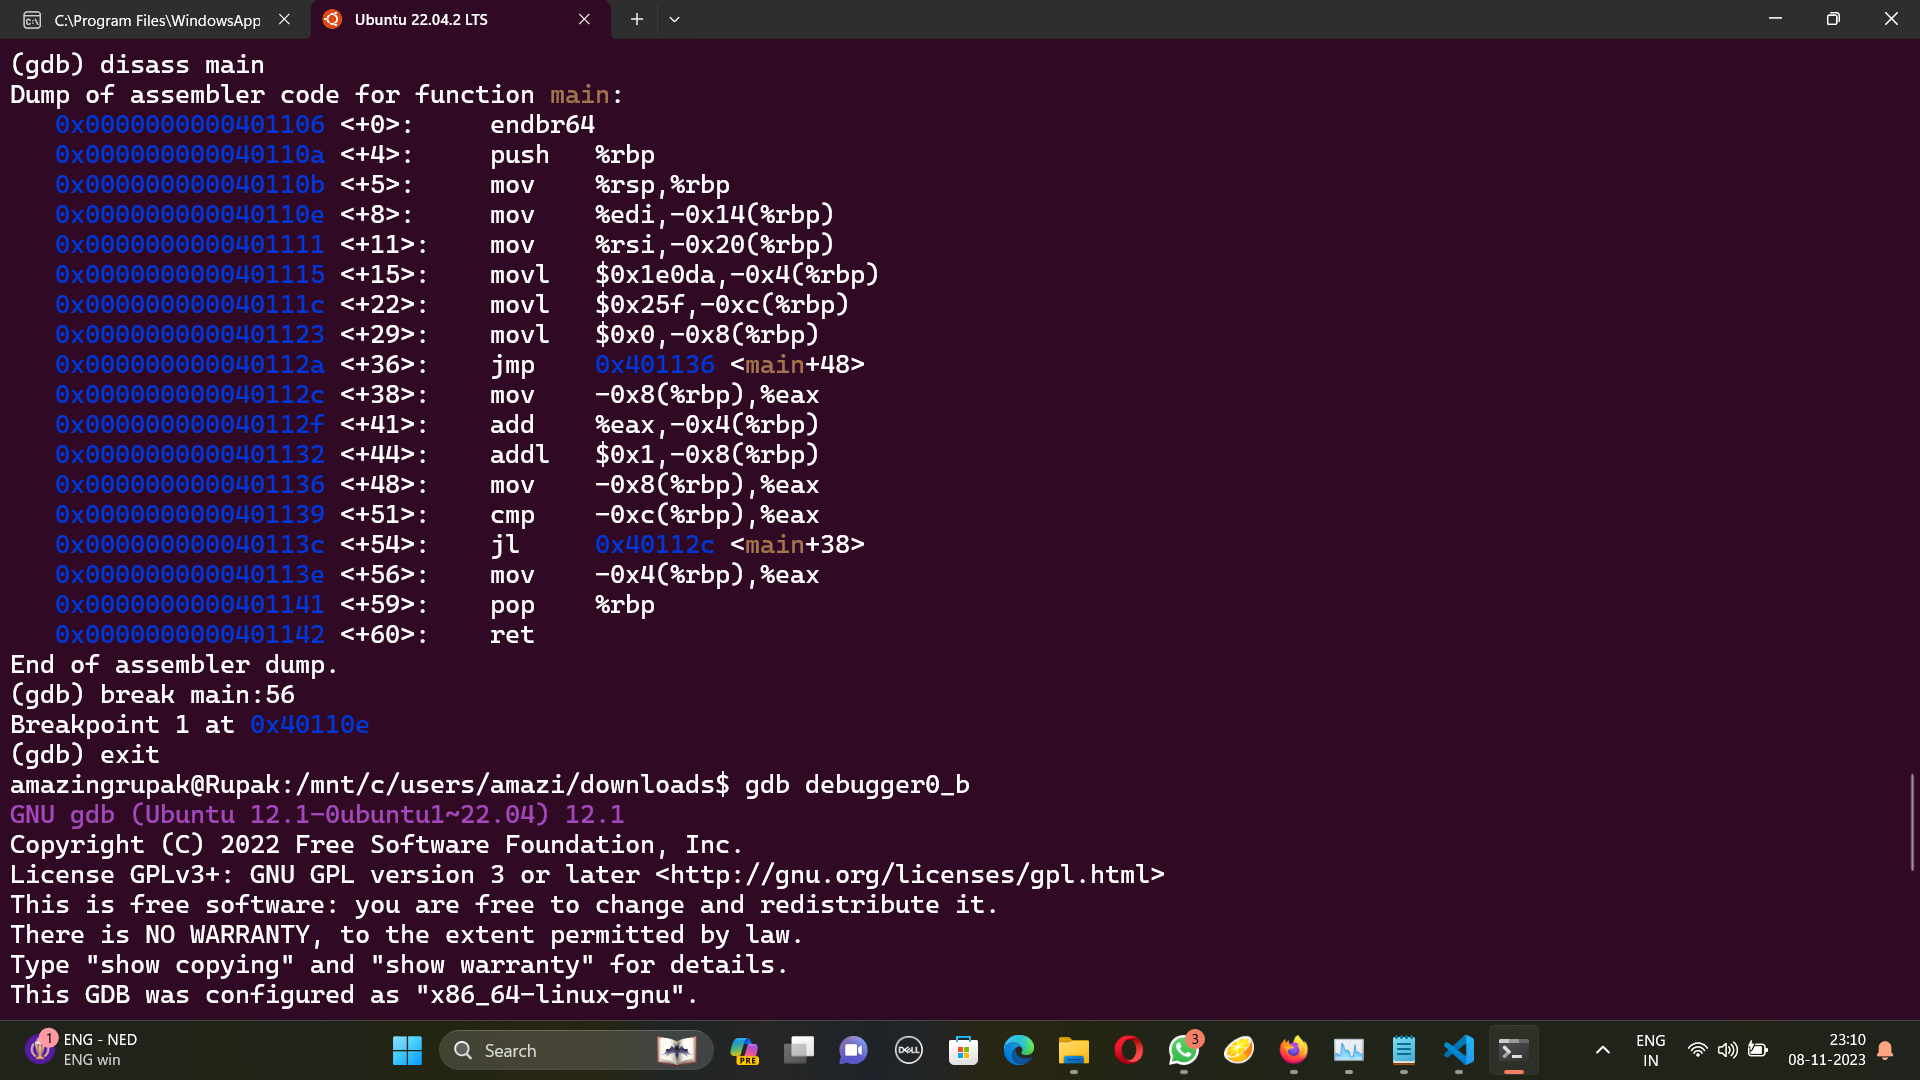 C:\Program Files\WindowsApp
Ubuntu 22.04.2 LTS
(gdb) disass main
Dump of assembler code for function main:
0x0000000000401106 <+0>: endbr64
0x000000000040110a <+4>: push %rbp
0x000000000040110b <+5>: mov %rsp,%rbp
0x000000000040110e <+8>: mov %edi,-0x14(%rbp)
0x0000000000401111 <+11>: mov %rsi,-0x20(%rbp)
0x0000000000401115 <+15>: movl $0x1e0da,-0x4(%rbp)
0x000000000040111c <+22>: movl $0x25f,-0xc(%rbp)
0x0000000000401123 <+29>: movl $0x0,-0x8(%rbp)
0x000000000040112a <+36>: jmp 0x401136 <main+48>
0x000000000040112c <+38>: mov -0x8(%rbp),%eax
0x000000000040112f <+41>: add %eax,-0x4(%rbp)
0x0000000000401132 <+44>: addl $0x1,-0x8(%rbp)
0x0000000000401136 <+48>: mov -0x8(%rbp),%eax
0x0000000000401139 <+51>: cmp -0xc(%rbp),%eax
0x000000000040113c <+54>: jl 0x40112c <main+38>
0x000000000040113e <+56>: mov -0x4(%rbp),%eax
0x0000000000401141 <+59>: pop %rbp
0x0000000000401142 <+60>: ret
End of assembler dump.
(gdb) break main:56
Breakpoint 1 at 0x40110e
(gdb) exit
amazingrupak@Rupak:/mnt/c/users/amazi/downloads$ gdb debugger0_b
GNU gdb (Ubuntu 12.1-0ubuntu1~22.04) 12.1
Copyright (C) 2022 Free Software Foundation, Inc.
License GPLv3+: GNU GPL version 3 or later <http://gnu.org/licenses/gpl.html>
This is free software: you are free to change and redistribute it.
There is NO WARRANTY, to the extent permitted by law.
Type "show copying" and "show warranty" for details.
This GDB was configured as "x86_64-linux-gnu".
1
ENG - NED
ENG win
Search
PRE
DELL
3
ENG
IN
23:10
08-11-2023